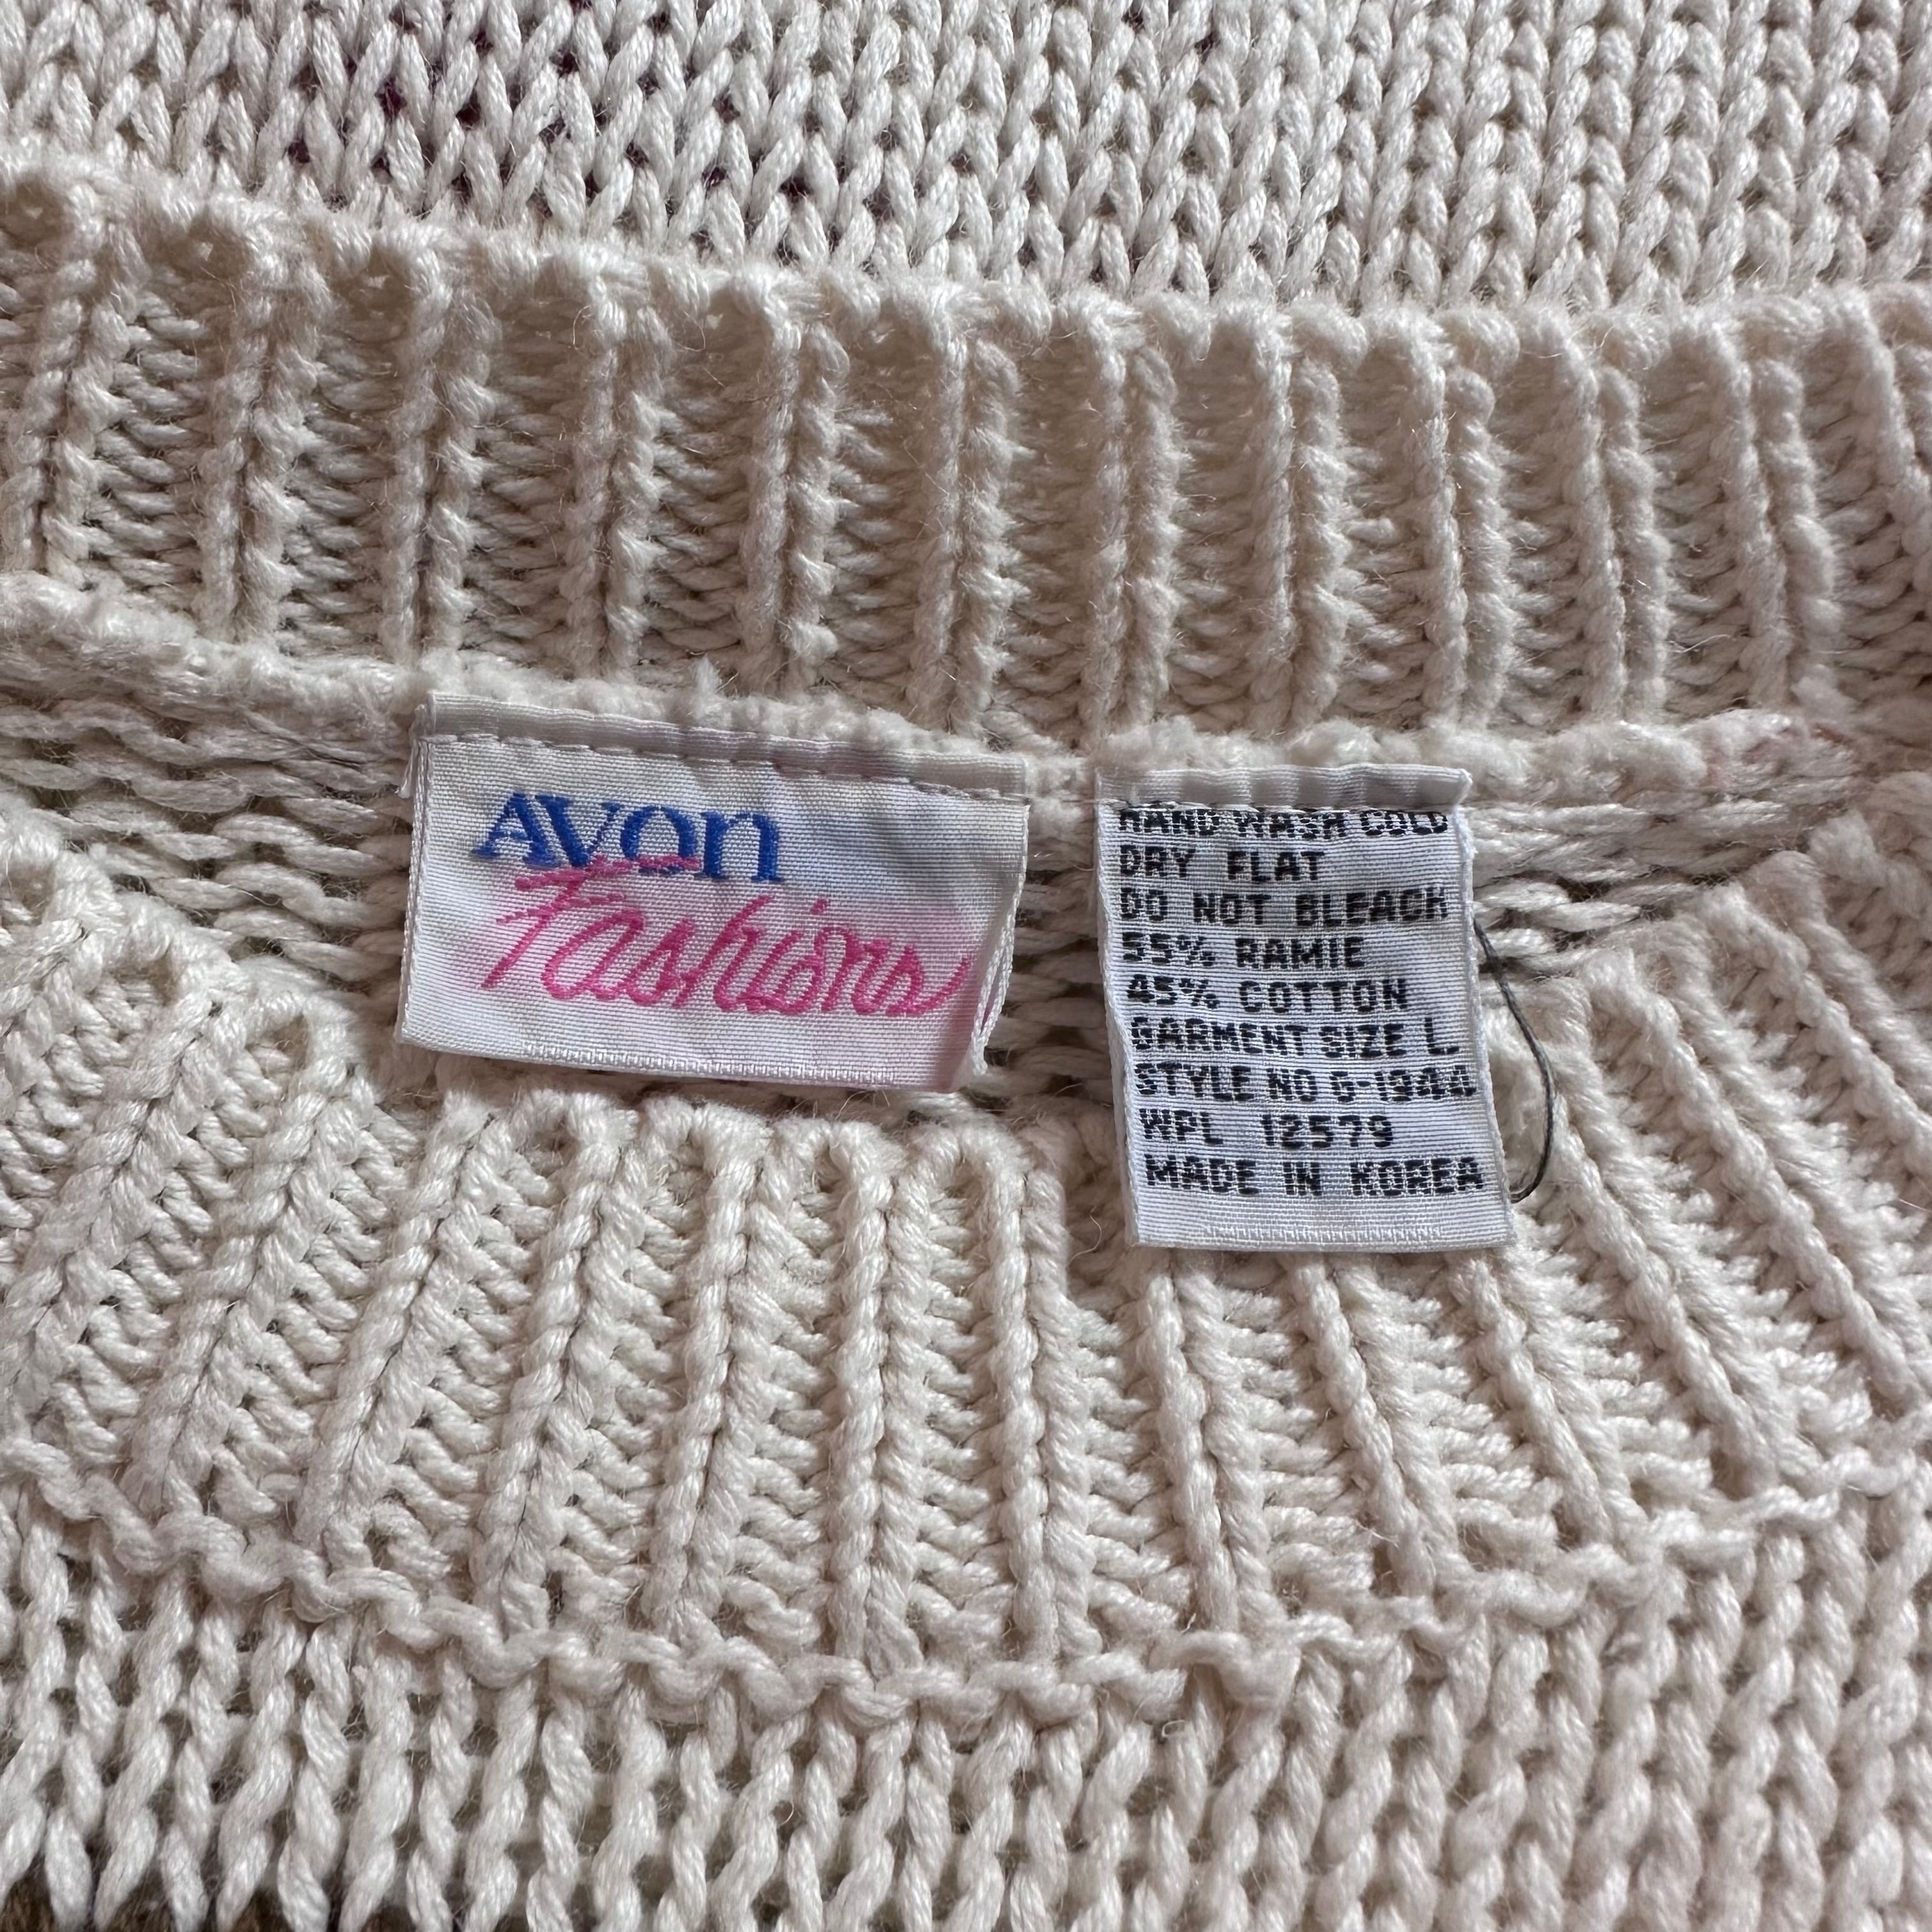 AVON
Fashions
HAND WASH COLD
DRY FLAT
DO NOT BLEACH
55% RAMIE
45% COTTON
GARMENT SIZE L.
STYLE NO G-1944
WPL 12579
MADE IN KOREA